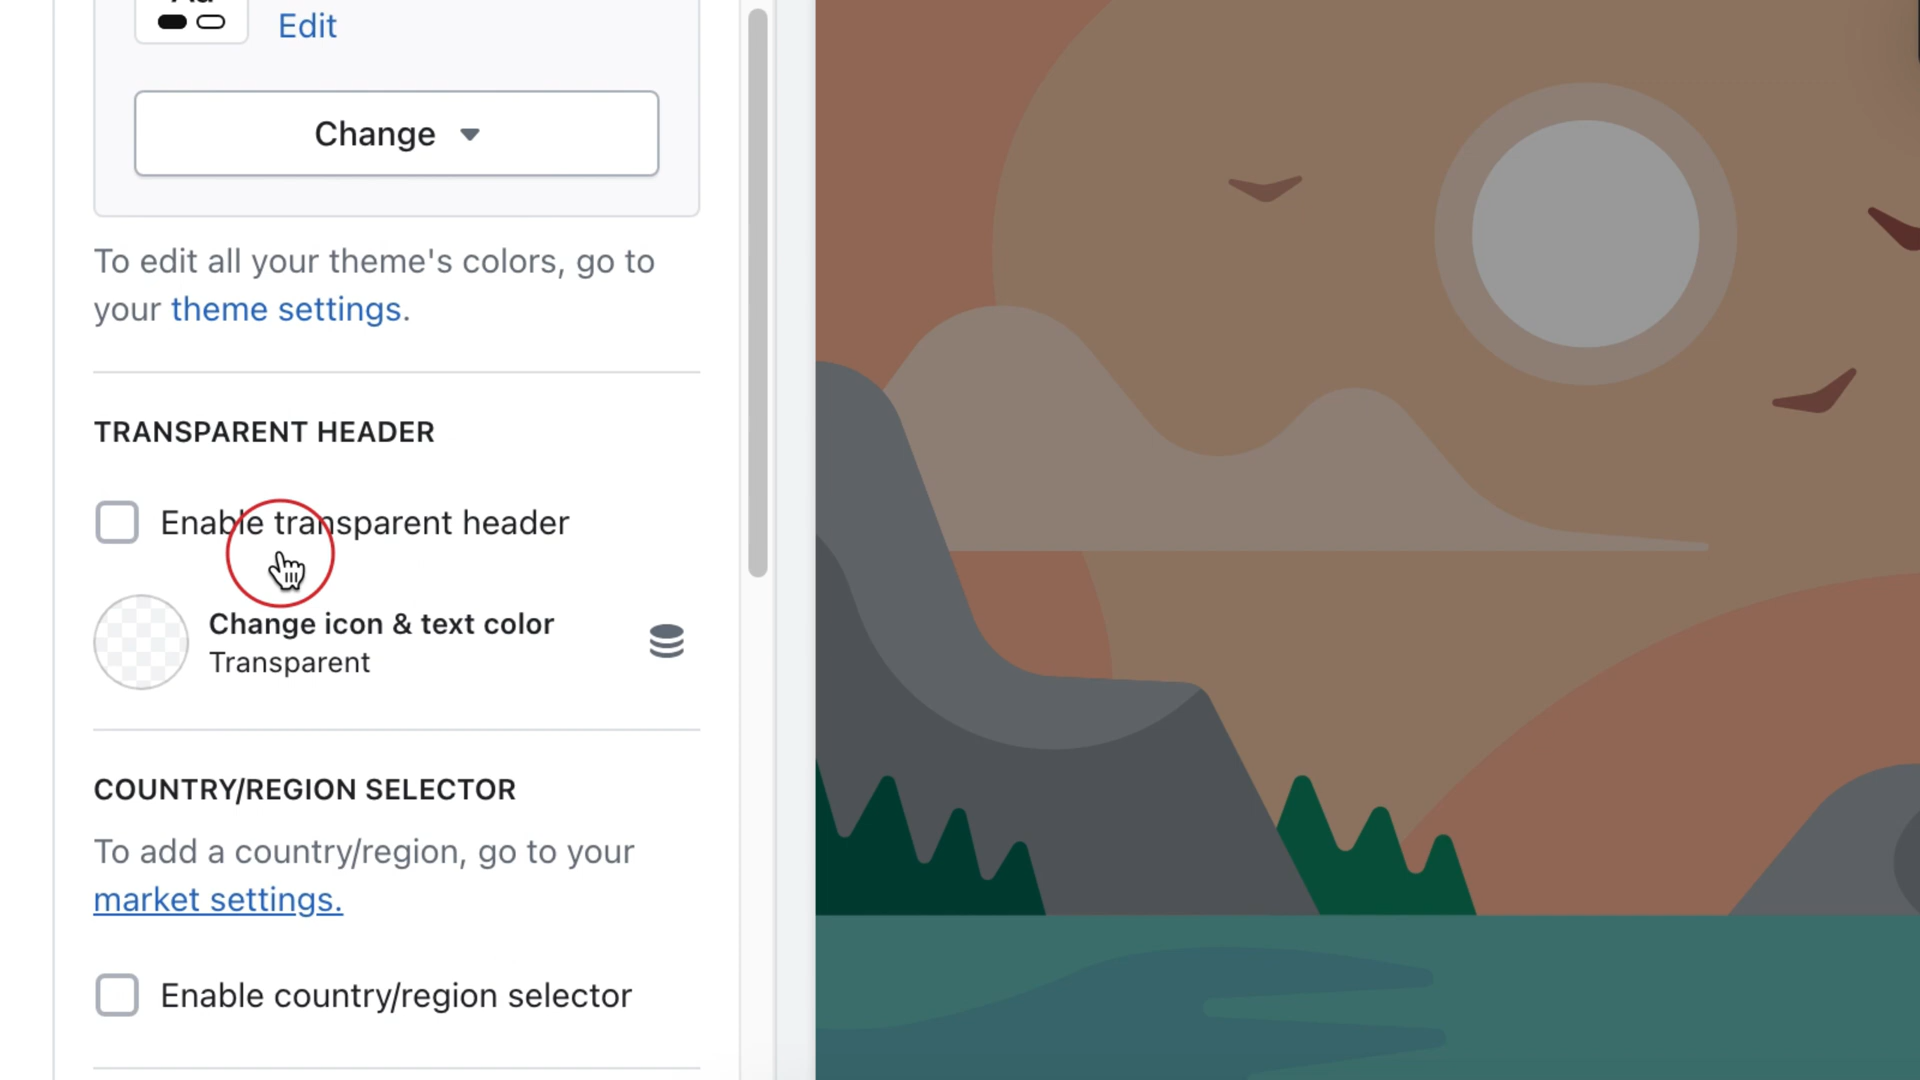 Edit
Change
To edit all your theme's colors, go to
your theme settings.
TRANSPARENT HEADER
Enable transparent header
Change icon & text color
Transparent
COUNTRY/REGION SELECTOR
To add a country/region, go to your
market settings.
Enable country/region selector